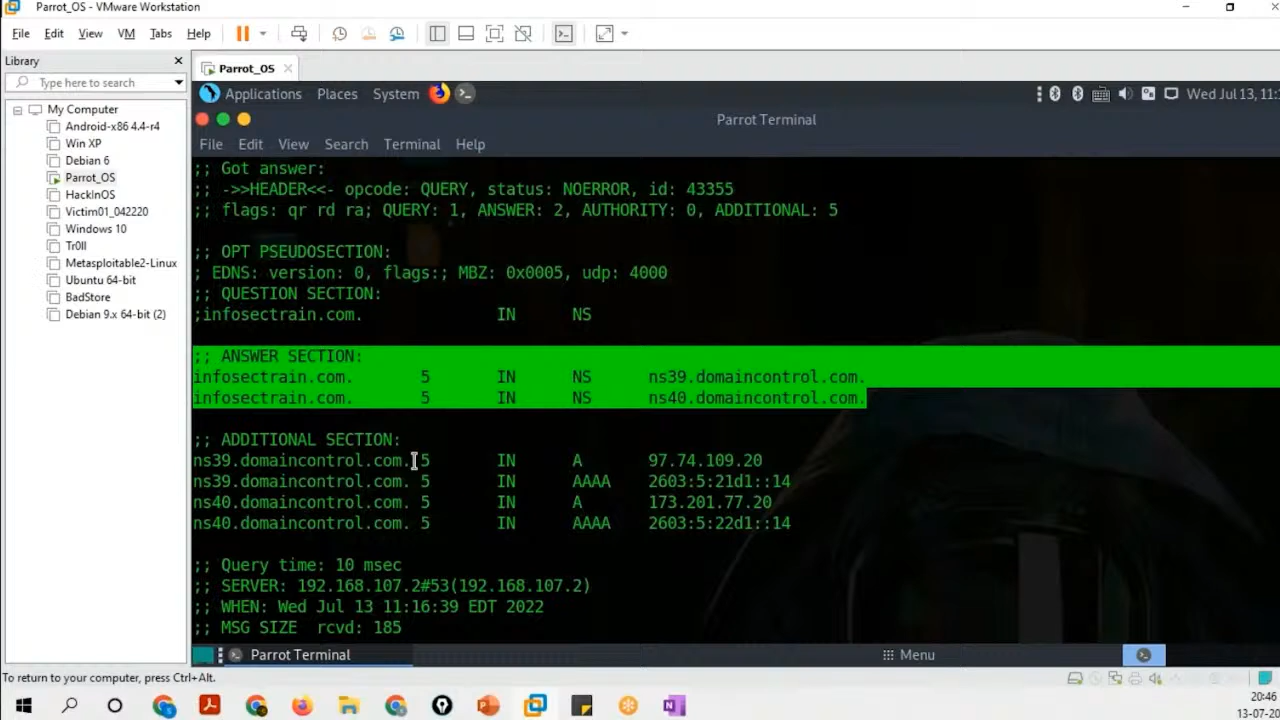 Parrot_OS - VMware Workstation
File Edit View VM Tabs Help
Library
Type here to search
My Computer
Android-x86 4.4-r4
Win XP
Debian 6
Parrot_OS
HackInOS
Victim01_042220
Windows 10
Tr0ll
Metasploitable2-Linux
Ubuntu 64-bit
BadStore
Debian 9.x 64-bit (2)
Parrot_OS
Applications Places System Wed Jul 13, 11:
Parrot Terminal
File Edit View Search Terminal Help
;; Got answer:
;; ->>HEADER<<- opcode: QUERY, status: NOERROR, id: 43355
;; flags: qr rd ra; QUERY: 1, ANSWER: 2, AUTHORITY: 0, ADDITIONAL: 5
;; OPT PSEUDOSECTION:
; EDNS: version: 0, flags:; MBZ: 0x0005, udp: 4000
;; QUESTION SECTION:
;infosectrain.com. IN NS
;; ANSWER SECTION:
infosectrain.com. 5 IN NS ns39.domaincontrol.com.
infosectrain.com. 5 IN NS ns40.domaincontrol.com.
;; ADDITIONAL SECTION:
ns39.domaincontrol.com. 5 IN A 97.74.109.20
ns39.domaincontrol.com. 5 IN AAAA 2603:5:21d1::14
ns40.domaincontrol.com. 5 IN A 173.201.77.20
ns40.domaincontrol.com. 5 IN AAAA 2603:5:22d1::14
;; Query time: 10 msec
;; SERVER: 192.168.107.2#53(192.168.107.2)
;; WHEN: Wed Jul 13 11:16:39 EDT 2022
;; MSG SIZE rcvd: 185
Parrot Terminal Menu
To return to your computer, press Ctrl+Alt.
20:46
13-07-20